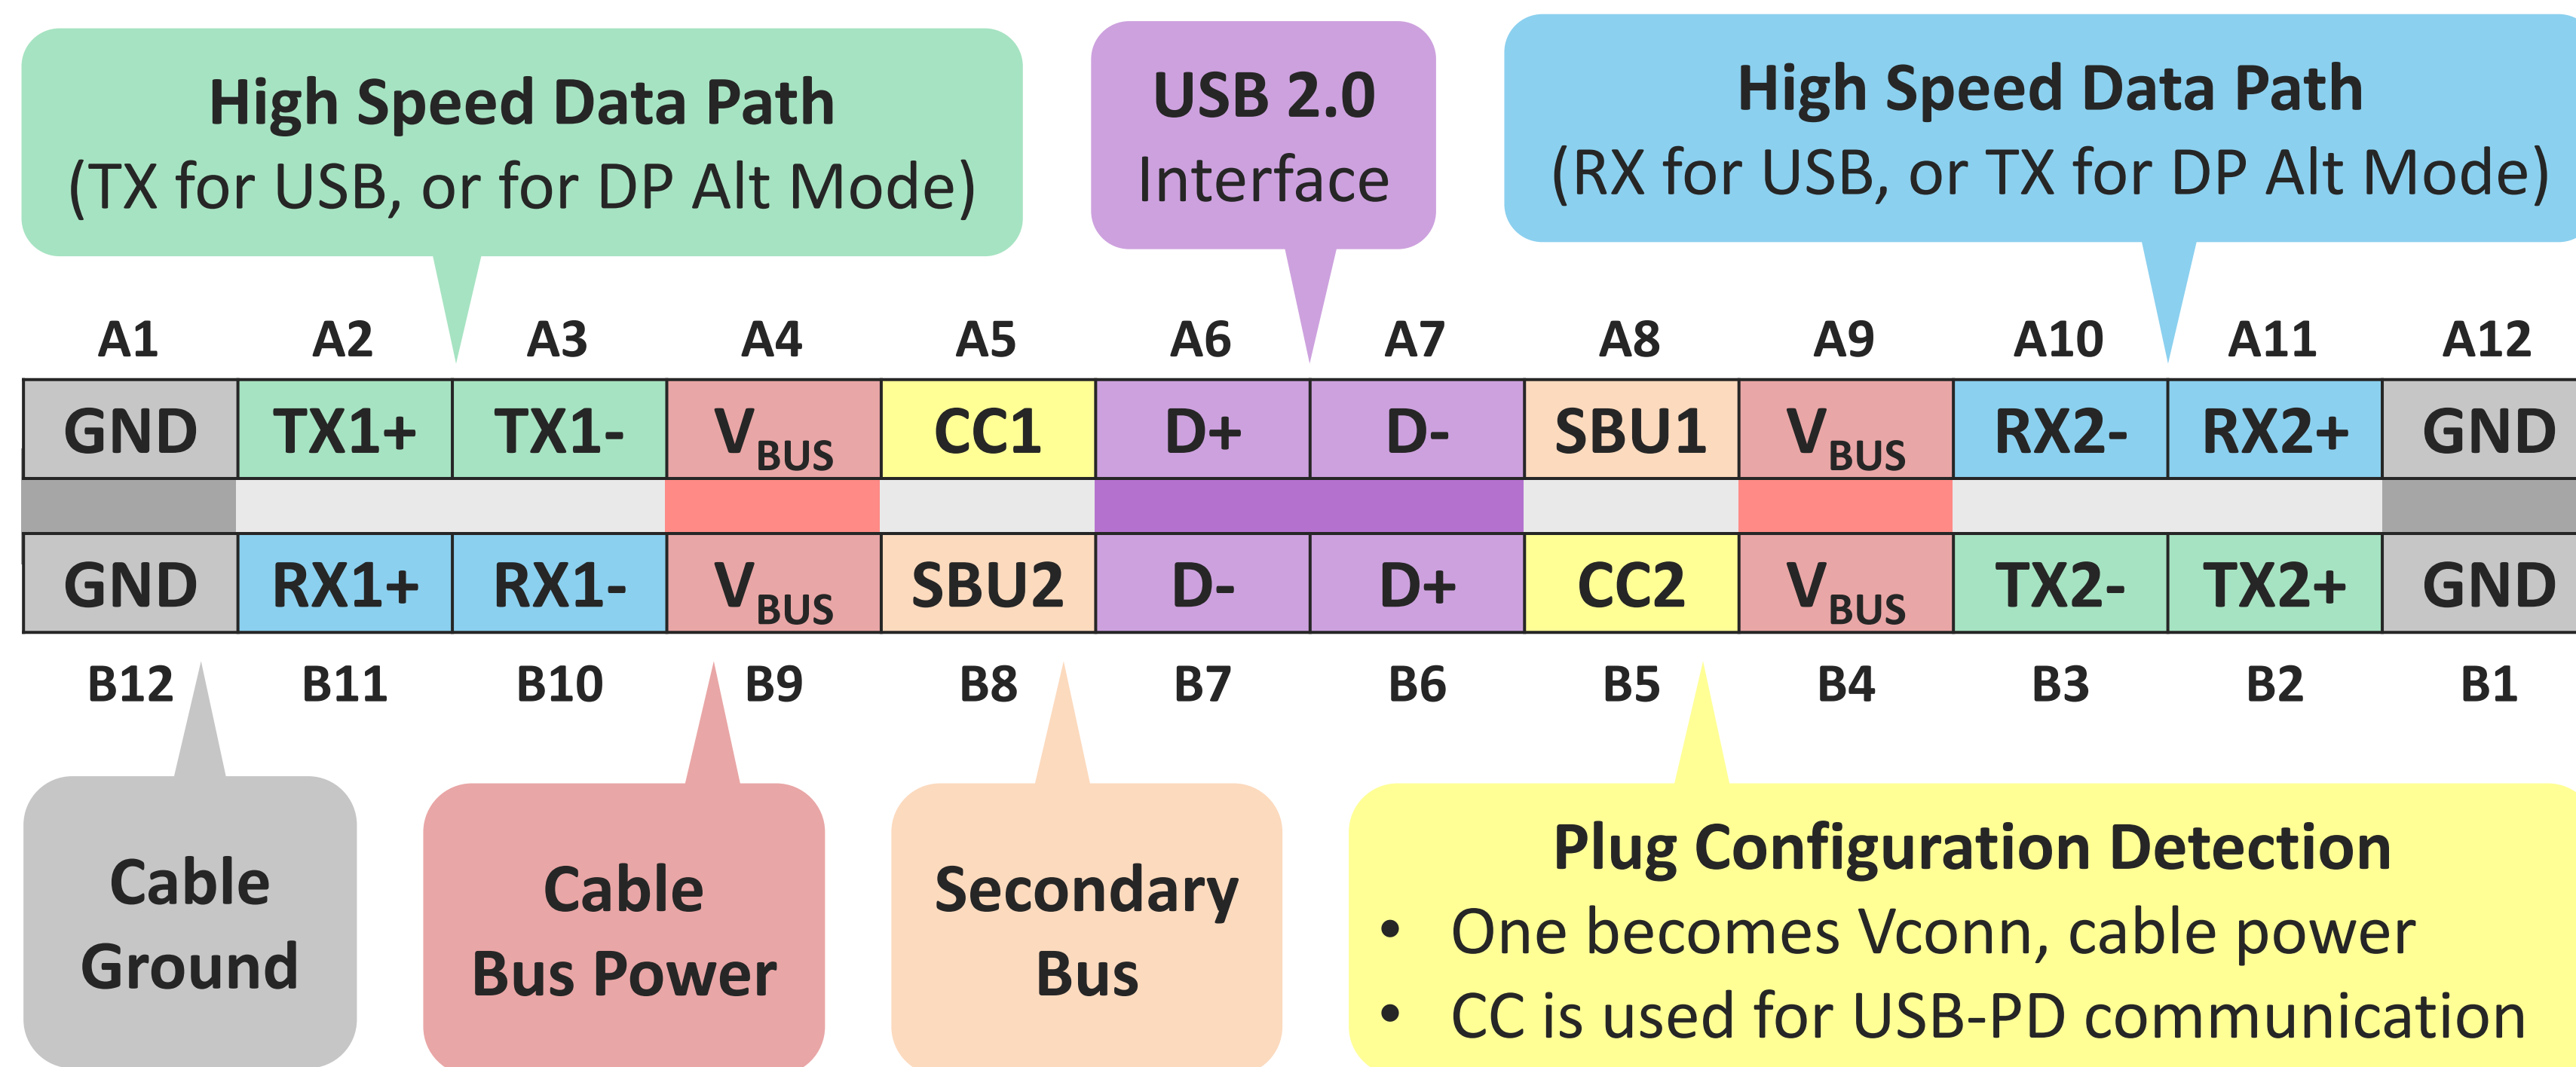 High Speed Data Path
(TX for USB, or for DP Alt Mode)
USB 2.0
Interface
High Speed Data Path
(RX for USB, or TX for DP Alt Mode)
A1 A2 A3 A4 A5 A6 A7 A8 A9 A10 A11 A12
GND TX1+ TX1- VBUS CC1 D+ D- SBU1 VBUS RX2- RX2+ GND
GND RX1+ RX1- VBUS SBU2 D- D+ CC2 VBUS TX2- TX2+ GND
B12 B11 B10 B9 B8 B7 B6 B5 B4 B3 B2 B1
Cable
Ground
Cable
Bus Power
Secondary
Bus
Plug Configuration Detection
• One becomes Vconn, cable power
• CC is used for USB-PD communication